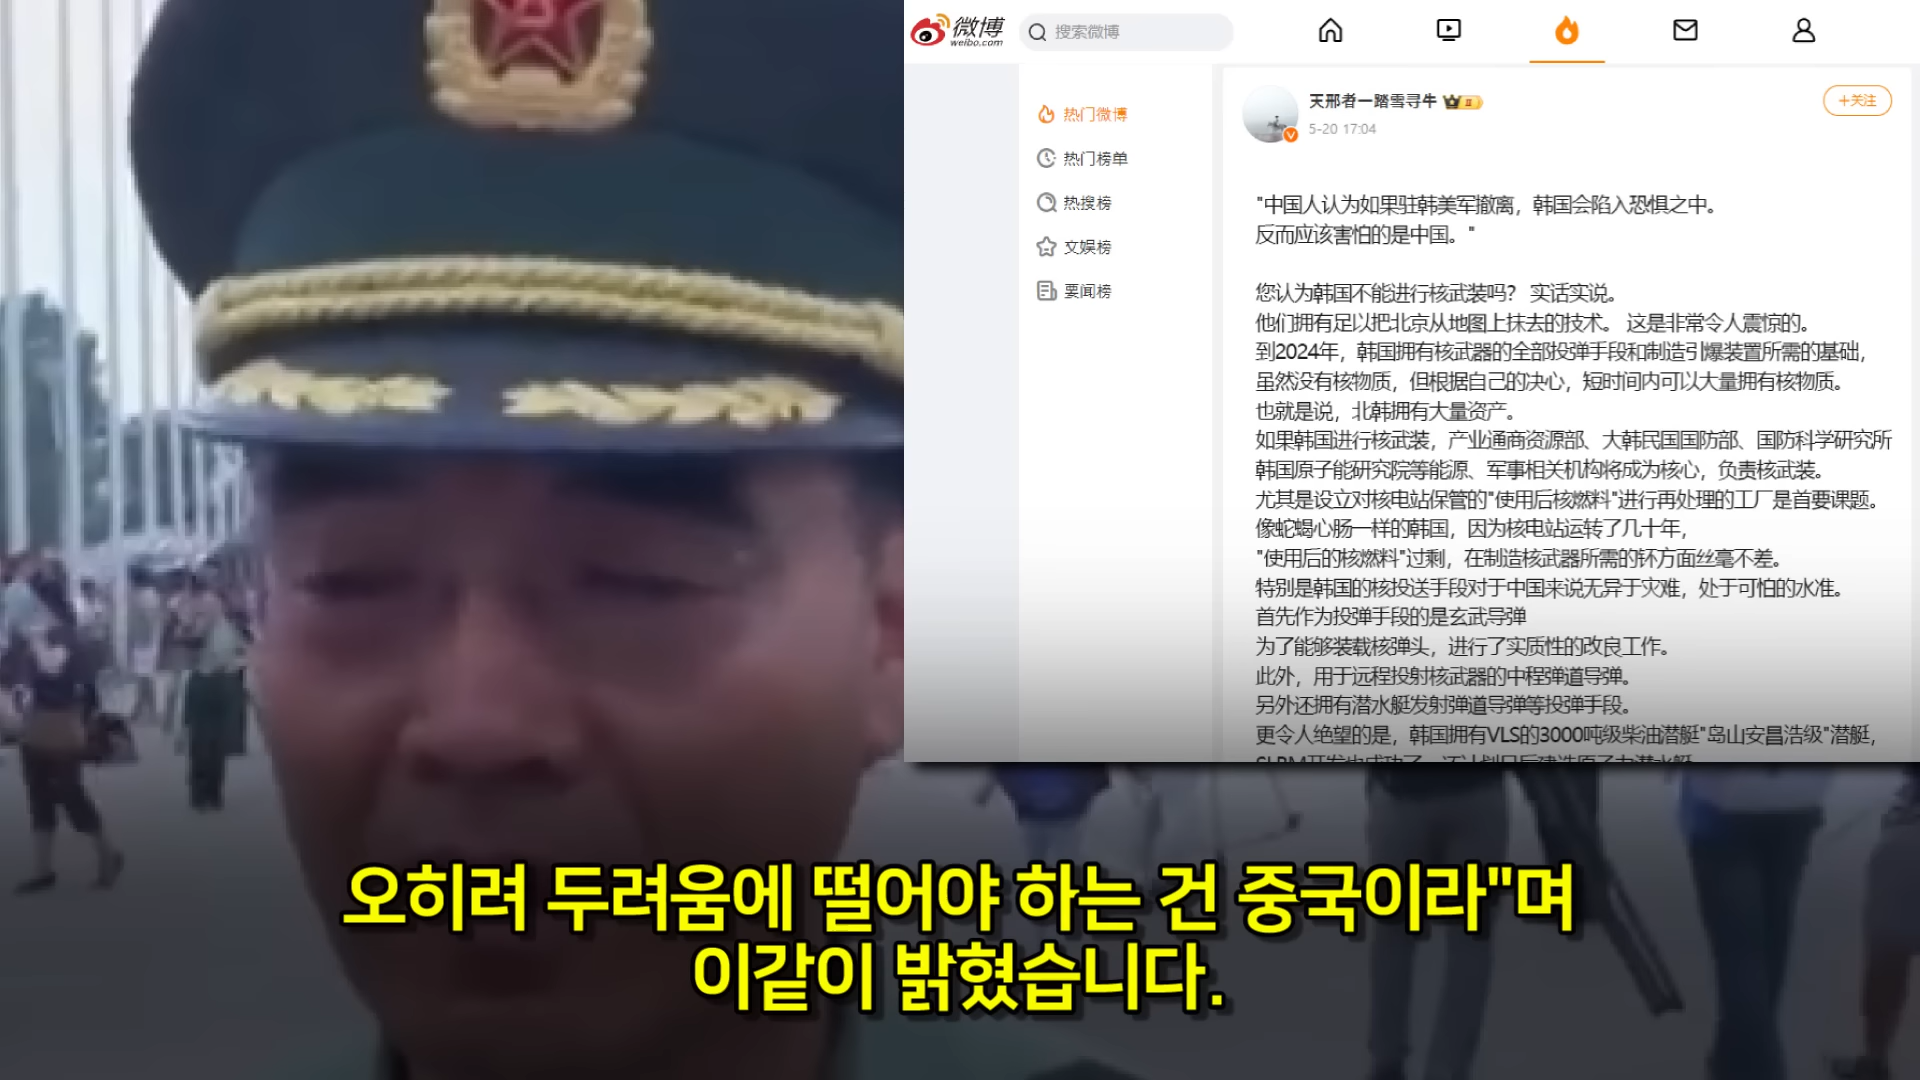 微博
weibo.com
搜索微博
热门微博
热门榜单
热搜榜
文娱榜
要闻榜
天邢者一踏雪寻牛
II
5-20 17:04
+关注
"中国人认为如果驻韩美军撤离，韩国会陷入恐惧之中。
反而应该害怕的是中国。"
您认为韩国不能进行核武装吗？ 实话实说。
他们拥有足以把北京从地图上抹去的技术。 这是非常令人震惊的。
到2024年，韩国拥有核武器的全部投弹手段和制造引爆装置所需的基础，
虽然没有核物质，但根据自己的决心，短时间内可以大量拥有核物质。
也就是说，北韩拥有大量资产。
如果韩国进行核武装，产业通商资源部、大韩民国国防部、国防科学研究所
韩国原子能研究院等能源、军事相关机构将成为核心，负责核武装。
尤其是设立对核电站保管的"使用后核燃料"进行再处理的工厂是首要课题。
像蛇蝎心肠一样的韩国，因为核电站运转了几十年，
"使用后的核燃料"过剩，在制造核武器所需的钚方面丝毫不差。
特别是韩国的核投送手段对于中国来说无异于灾难，处于可怕的水准。
首先作为投弹手段的是玄武导弹
为了能够装载核弹头，进行了实质性的改良工作。
此外，用于远程投射核武器的中程弹道导弹。
另外还拥有潜水艇发射弹道导弹等投弹手段。
更令人绝望的是，韩国拥有VLS的3000吨级柴油潜艇"岛山安昌浩级"潜艇，
오히려 두려움에 떨어야 하는 건 중국이라"며
이같이 밝혔습니다.